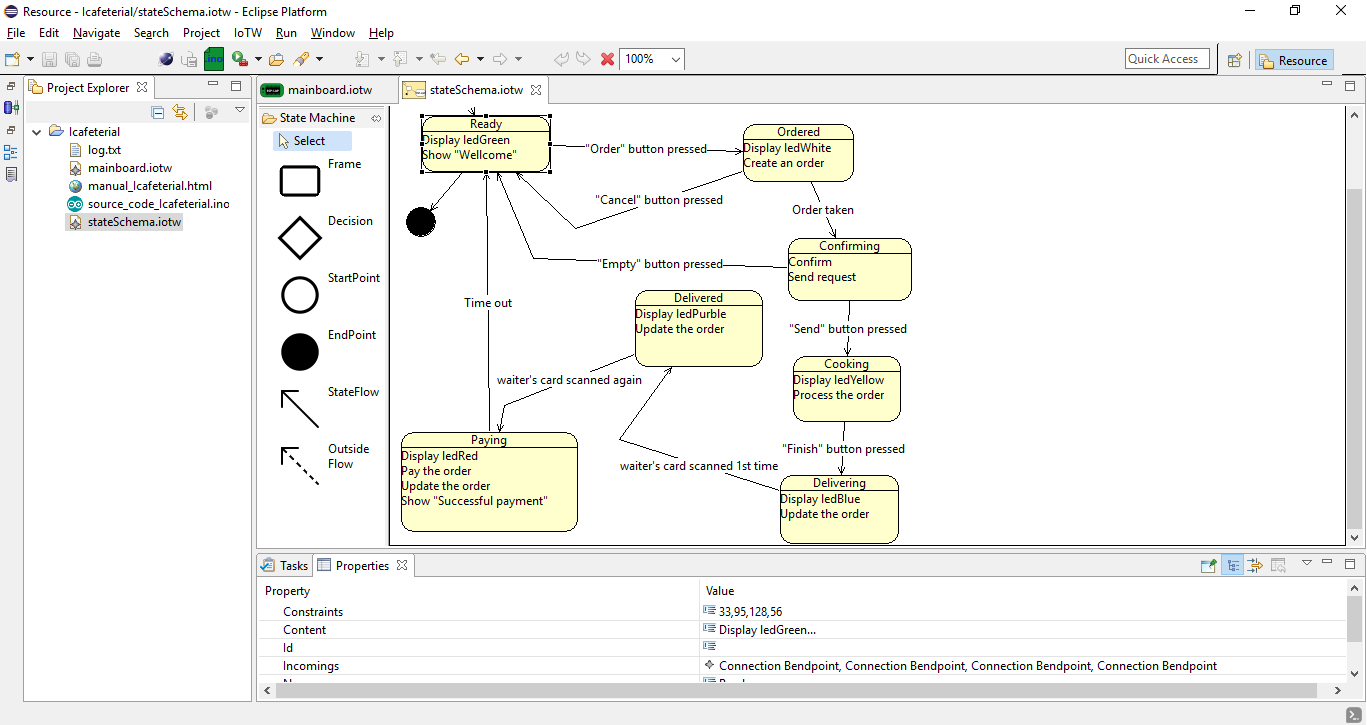 Resource - Icafeterial/stateSchema.iotw - Eclipse Platform
File Edit Navigate Search Project IoTW Run Window Help
.ino
100%
Quick Access
Resource
Project Explorer
Icafeterial
log.txt
mainboard.iotw
manual_Icafeterial.html
source_code_Icafeterial.ino
stateSchema.iotw
mainboard.iotw
stateSchema.iotw
State Machine
Select
Frame
Decision
StartPoint
EndPoint
StateFlow
Outside
Flow
Ready
Display ledGreen
Show "Wellcome"
"Order" button pressed
Ordered
Display ledWhite
Create an order
"Cancel" button pressed
Order taken
Confirming
Confirm
Send request
"Empty" button pressed
Time out
Delivered
Display ledPurble
Update the order
"Send" button pressed
Cooking
Display ledYellow
Process the order
waiter's card scanned again
"Finish" button pressed
waiter's card scanned 1st time
Paying
Display ledRed
Pay the order
Update the order
Show "Successful payment"
Delivering
Display ledBlue
Update the order
Tasks
Properties
Property Value
Constraints 33,95,128,56
Content Display ledGreen...
Id
Incomings Connection Bendpoint, Connection Bendpoint, Connection Bendpoint, Connection Bendpoint